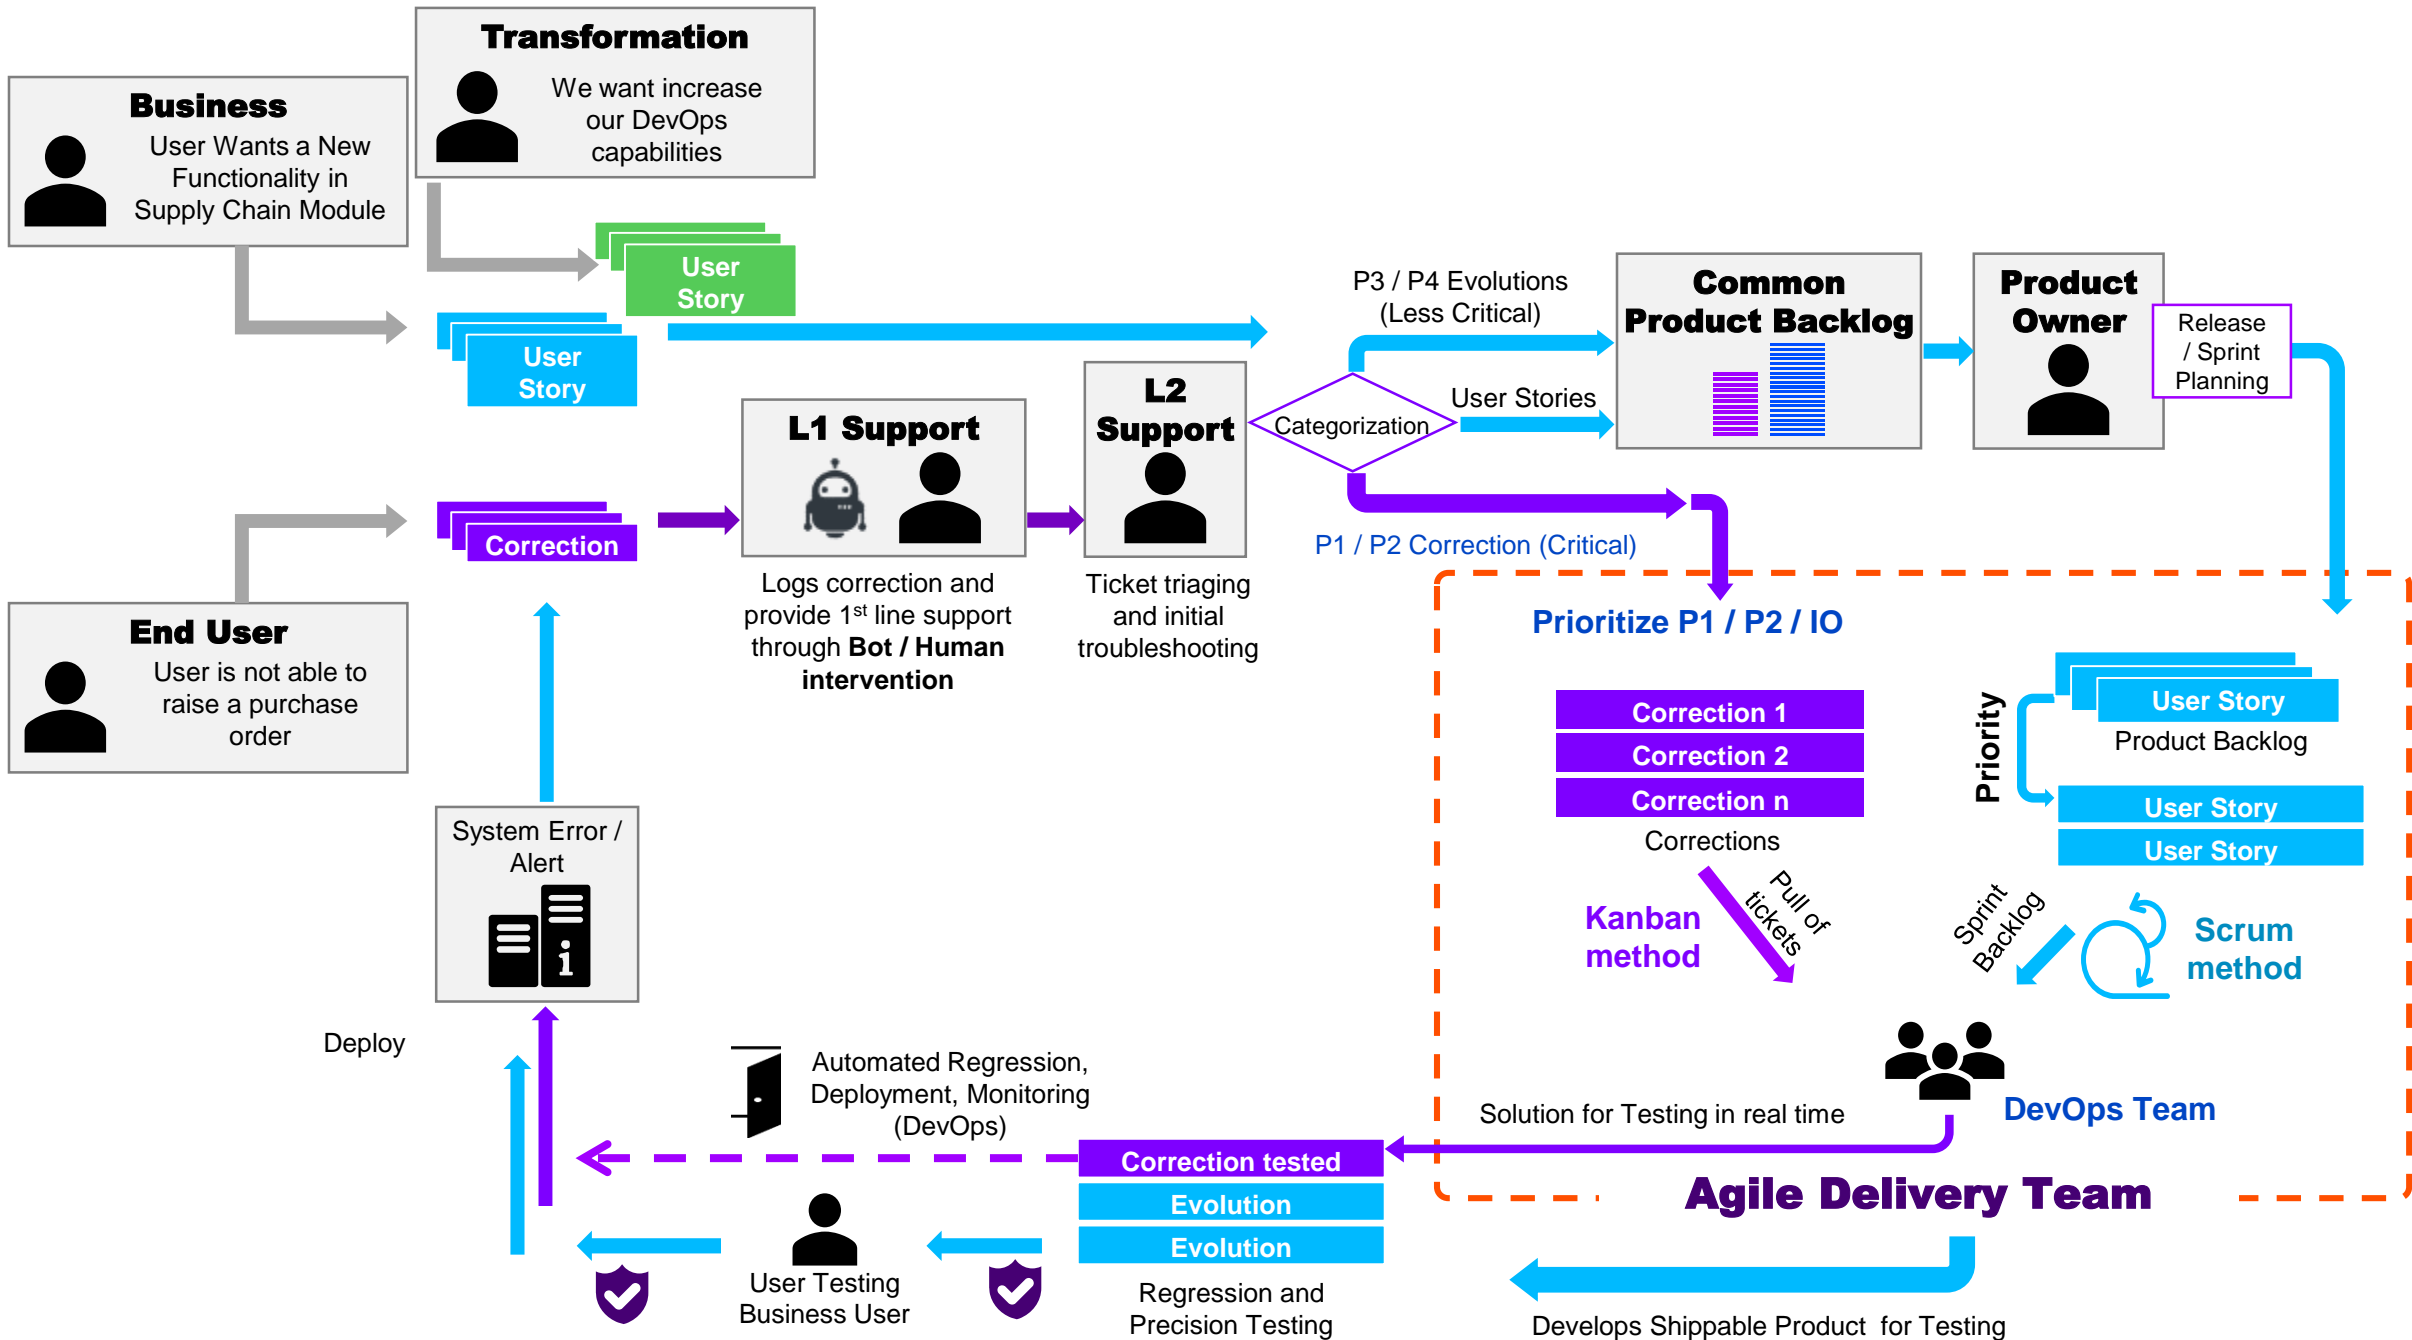 Transformation
We want increase
our DevOps
capabilities
Business
User Wants a New
Functionality in
Supply Chain Module
User
Story
User
Story
P3 / P4 Evolutions
(Less Critical)
Common
Product Backlog
Product
Owner
Release
/ Sprint
Planning
L1 Support
L2
Support
Categorization
User Stories
Correction
P1 / P2 Correction (Critical)
Logs correction and
provide 1st line support
through Bot / Human
intervention
Ticket triaging
and initial
troubleshooting
End User
User is not able to
raise a purchase
order
Prioritize P1 / P2 / IO
Correction 1
Correction 2
Correction n
Corrections
Priority
User Story
Product Backlog
User Story
User Story
System Error /
Alert
Pull of
tickets
Kanban
method
Sprint
Backlog
Scrum
method
Deploy
Automated Regression,
Deployment, Monitoring
(DevOps)
Solution for Testing in real time
DevOps Team
Correction tested
Evolution
Evolution
Agile Delivery Team
User Testing
Business User
Regression and
Precision Testing
Develops Shippable Product  for Testing